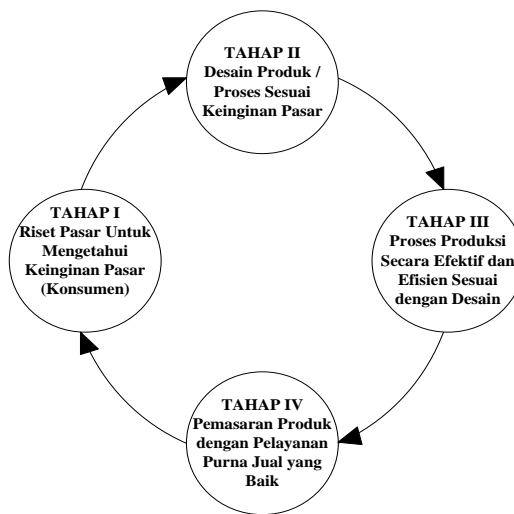 TAHAP I
Riset Pasar Untuk
Mengetahui
Keinginan Pasar
(Konsumen)
TAHAP II
Desain Produk /
Proses Sesuai
Keinginan Pasar
TAHAP III
Proses Produksi
Secara Efektif dan
Efisien Sesuai
dengan Desain
TAHAP IV
Pemasaran Produk
dengan Pelayanan
Purna Jual yang
Baik